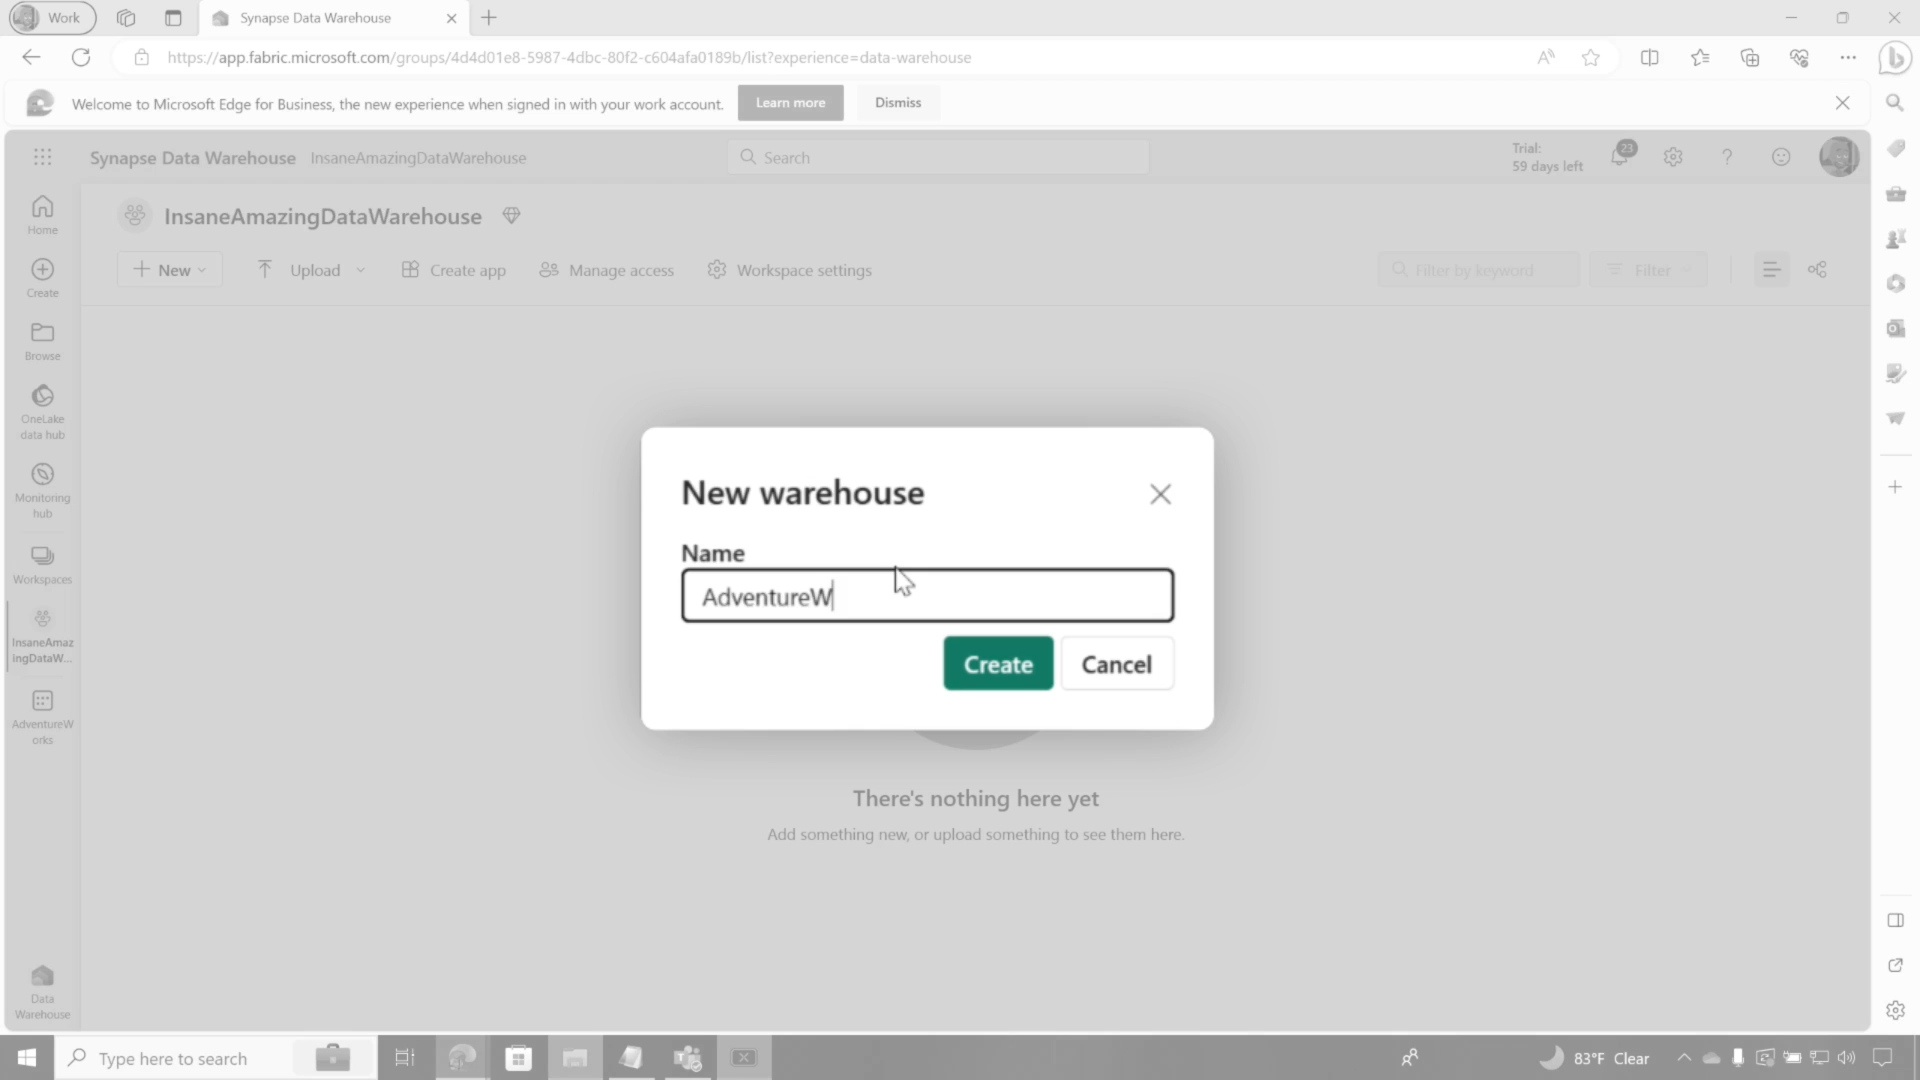 Work
Synapse Data Warehouse
https://app.fabric.microsoft.com/groups/4d4d01e8-5987-4dbc-80f2-c604afa0189b/list?experience=data-warehouse
Welcome to Microsoft Edge for Business, the new experience when signed in with your work account.
Learn more
Dismiss
Synapse Data Warehouse
InsaneAmazingDataWarehouse
Search
Trial:
59 days left
23
Home
Create
Browse
OneLake
data hub
Monitoring
hub
Workspaces
InsaneAmaz
ingDataW...
AdventureW
orks
Data
Warehouse
InsaneAmazingDataWarehouse
New
Upload
Create app
Manage access
Workspace settings
Filter by keyword
Filter
New warehouse
Name
AdventureW
Create
Cancel
There's nothing here yet
Add something new, or upload something to see them here.
Type here to search
83°F Clear